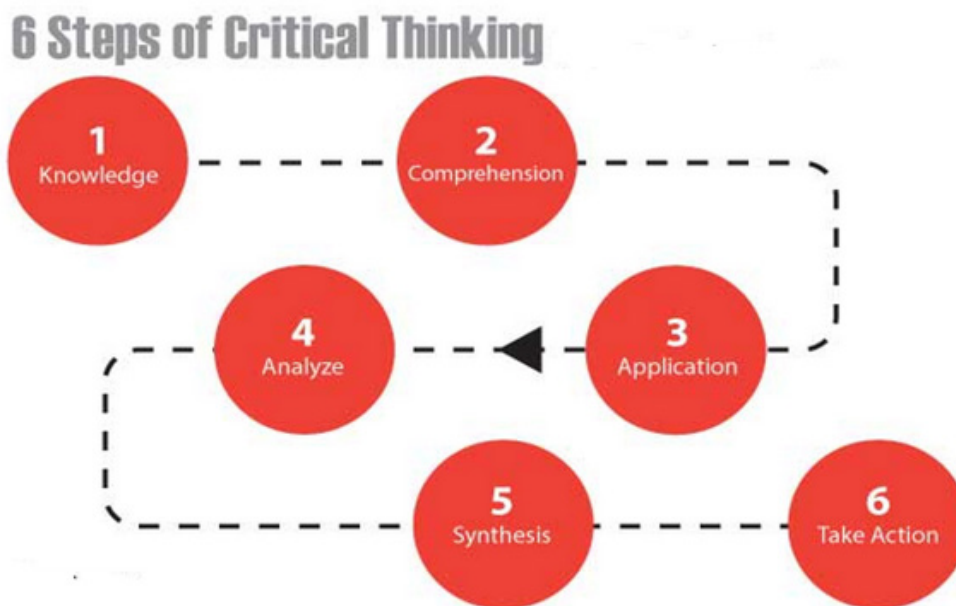 6 Steps of Critical Thinking
1
Knowledge
2
Comprehension
3
Application
4
Analyze
5
Synthesis
6
Take Action